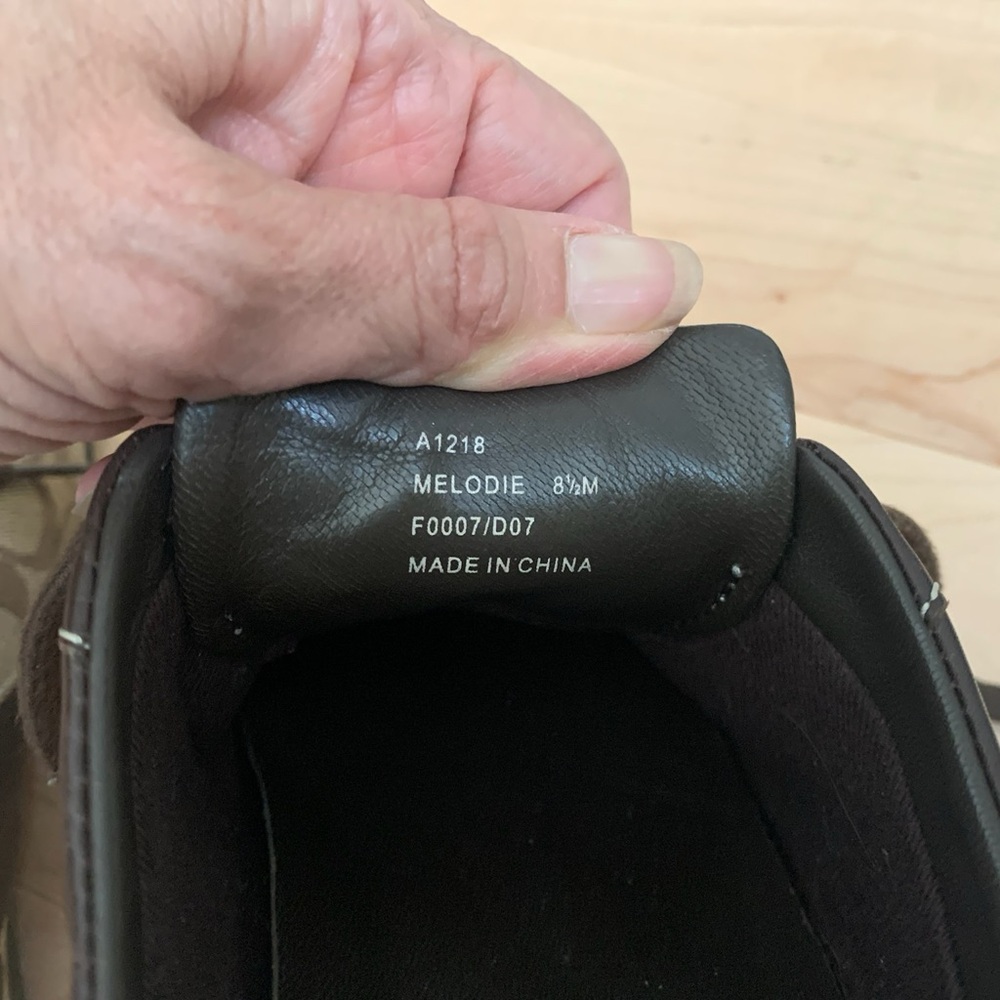 A1218
MELODIE 8½M
F0007/D07
MADE IN CHINA